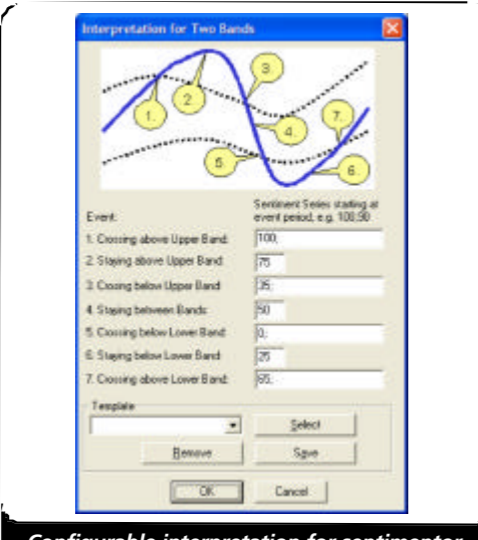 Interpretation for Two Bands
1.
2.
3.
4.
5.
6.
7.
Event:
Sentiment Series starting at
event period, e.g. 100;90
1. Crossing above Upper Band: 100;
2. Staying above Upper Band: 75
3. Crossing below Upper Band: 35;
4. Staying between Bands: 50
5. Crossing below Lower Band: 0;
6. Staying below Lower Band: 25
7. Crossing above Lower Band: 65;
Template
Select
Remove
Save
OK
Cancel
Configurable interpretation for sentimentor